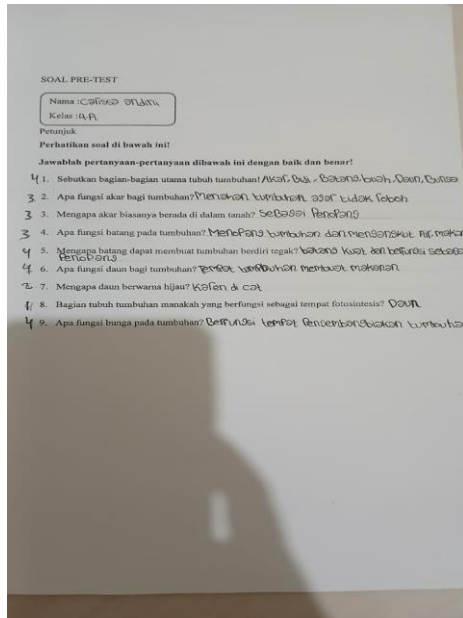 SOAL PRE-TEST
Nama : Calisca andini
Kelas : 4A
Petunjuk
Perhatikan soal di bawah ini!
Jawablah pertanyaan-pertanyaan dibawah ini dengan baik dan benar!
4 1. Sebutkan bagian-bagian utama tubuh tumbuhan! Akar, Biji, Batang, buah, Daun, Bunga
3 2. Apa fungsi akar bagi tumbuhan? Menahan tumbuhan agar tidak roboh
3 3. Mengapa akar biasanya berada di dalam tanah? Sebagai Penopang
3 4. Apa fungsi batang pada tumbuhan? Menopang tumbuhan dan mengangkut air,
4 5. Mengapa batang dapat membuat tumbuhan berdiri tegak? batang kuat dan berfungsi
Penopang
4 6. Apa fungsi daun bagi tumbuhan? Tempat tumbuhan membuat makanan
2 7. Mengapa daun berwarna hijau? Karen di cat
4 8. Bagian tubuh tumbuhan manakah yang berfungsi sebagai tempat fotosintesis? Daun
4 9. Apa fungsi bunga pada tumbuhan? Berfungsi tempat Pengembangbiakan